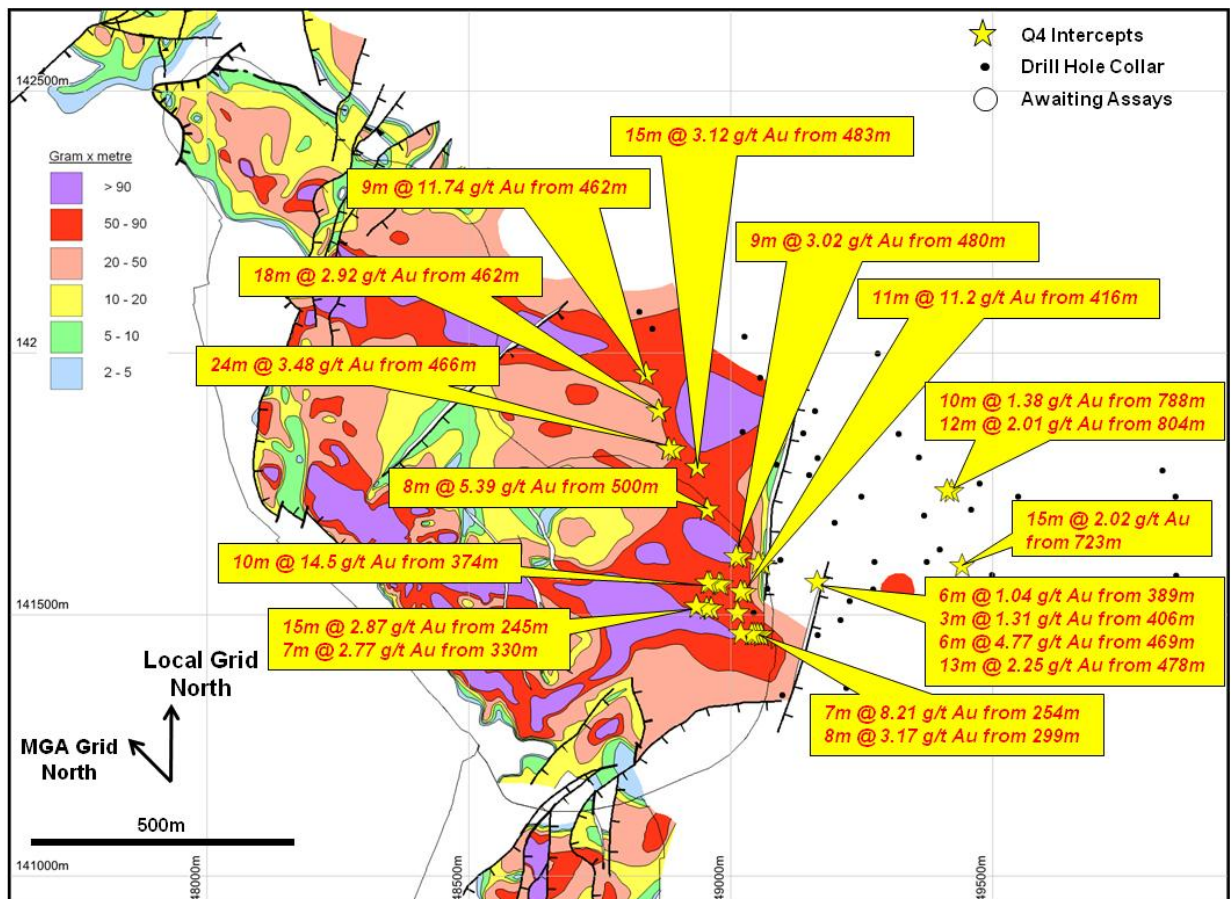 Q4 Intercepts
Drill Hole Collar
Awaiting Assays
142500m
15m @ 3.12 g/t Au from 483m
Gram x metre
> 90
50 - 90
20 - 50
10 - 20
5 - 10
2 - 5
9m @ 11.74 g/t Au from 462m
9m @ 3.02 g/t Au from 480m
18m @ 2.92 g/t Au from 462m
11m @ 11.2 g/t Au from 416m
142
24m @ 3.48 g/t Au from 466m
10m @ 1.38 g/t Au from 788m
12m @ 2.01 g/t Au from 804m
8m @ 5.39 g/t Au from 500m
15m @ 2.02 g/t Au
from 723m
10m @ 14.5 g/t Au from 374m
6m @ 1.04 g/t Au from 389m
3m @ 1.31 g/t Au from 406m
6m @ 4.77 g/t Au from 469m
13m @ 2.25 g/t Au from 478m
141500m
15m @ 2.87 g/t Au from 245m
7m @ 2.77 g/t Au from 330m
Local Grid
North
7m @ 8.21 g/t Au from 254m
8m @ 3.17 g/t Au from 299m
MGA Grid
North
500m
141000m
48000m
48500m
49000m
49500m